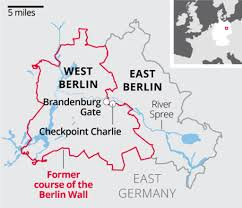 5 miles
WEST
BERLIN
EAST
BERLIN
Brandenburg
Gate
River
Spree
Checkpoint Charlie
Former
course of the
Berlin Wall
EAST
GERMANY